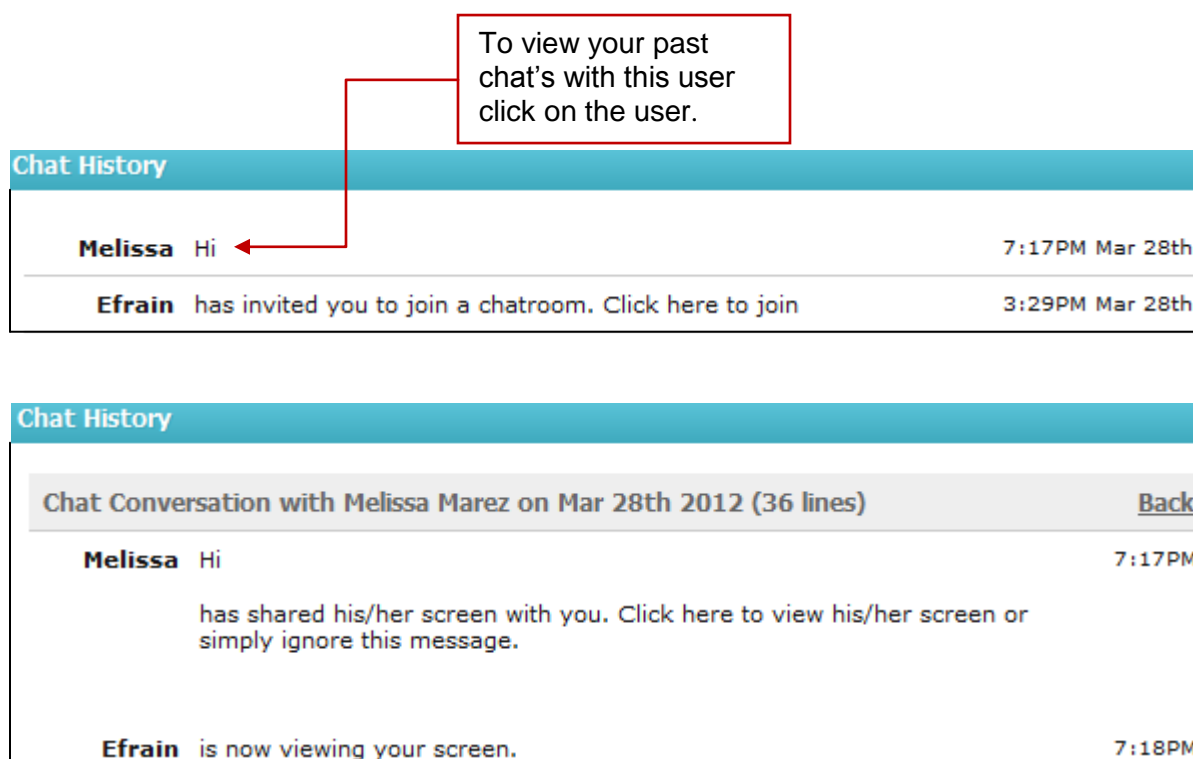 To view your past
chat's with this user
click on the user.
Chat History
Melissa Hi 7:17PM Mar 28th
Efrain has invited you to join a chatroom. Click here to join 3:29PM Mar 28th
Chat History
Chat Conversation with Melissa Marez on Mar 28th 2012 (36 lines) Back
Melissa Hi 7:17PM
has shared his/her screen with you. Click here to view his/her screen or
simply ignore this message.
Efrain is now viewing your screen. 7:18PM